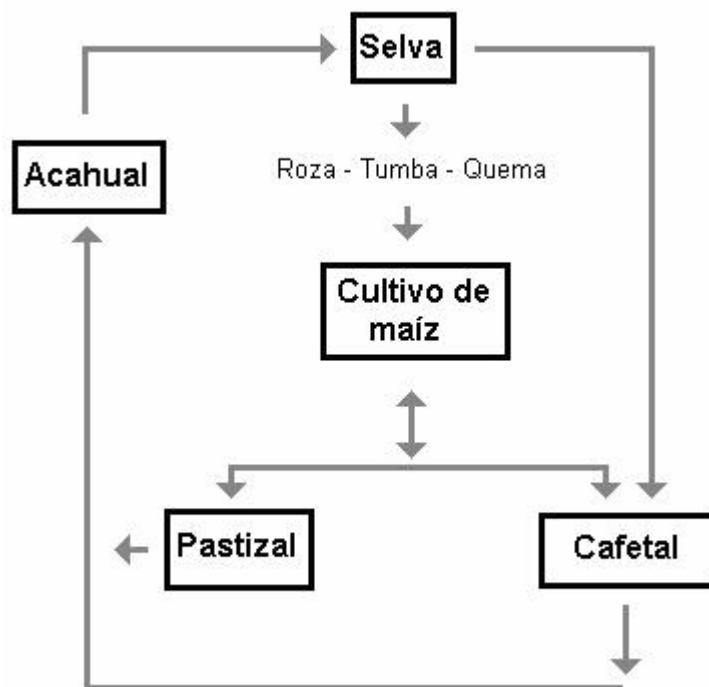 Selva
Acahual
Roza - Tumba - Quema
Cultivo de
maíz
Pastizal
Cafetal